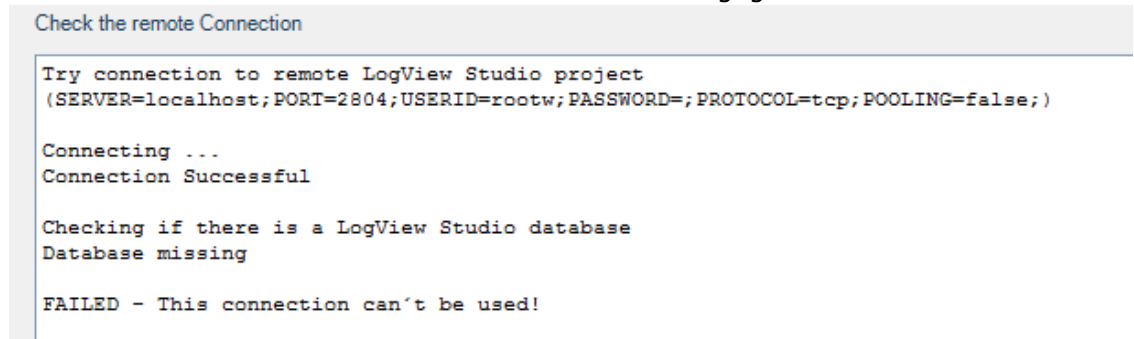 Check the remote Connection
Try connection to remote LogView Studio project
(SERVER=localhost;PORT=2804;USERID=rootw;PASSWORD=;PROTOCOL=tcp;POOLING=false;)
Connecting ...
Connection Successful
Checking if there is a LogView Studio database
Database missing
FAILED - This connection can´t be used!